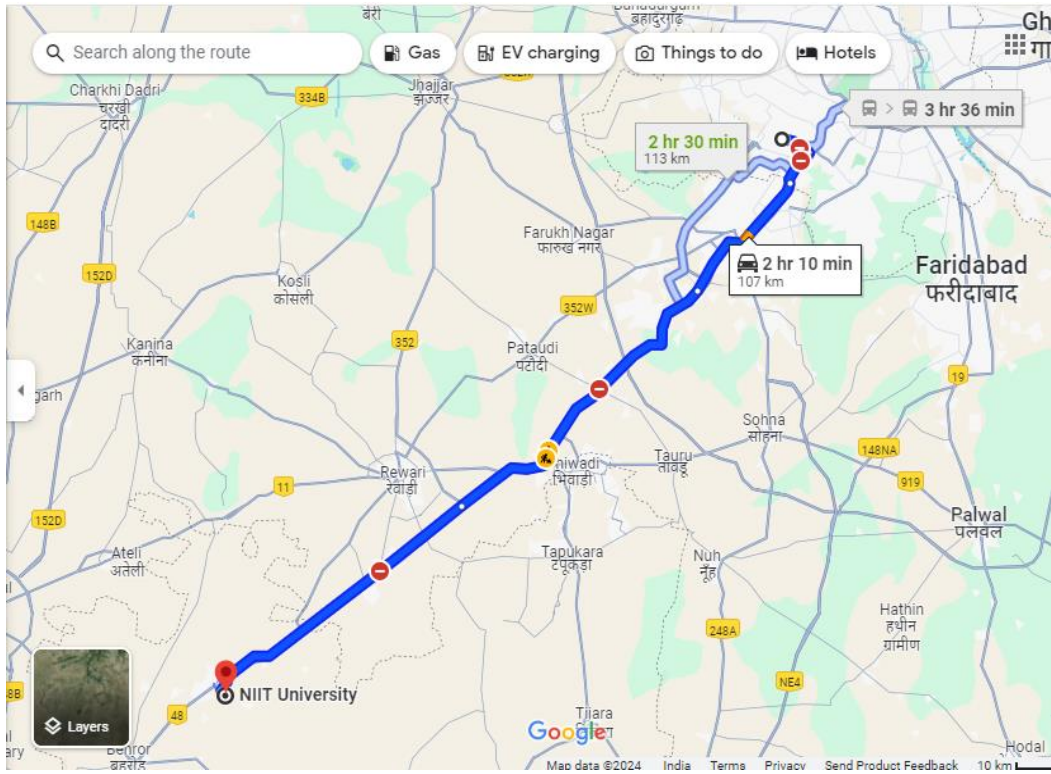 बेरी
बहादुरगढ़
Gh
Search along the route
Gas
EV charging
Things to do
Hotels
Charkhi Dadri
चरखी
दादरी
334B
Jhajjar
झज्जर
3 hr 36 min
2 hr 30 min
113 km
148B
Farukh Nagar
फारुख नगर
2 hr 10 min
107 km
Faridabad
फरीदाबाद
152D
Kosli
कोसली
352W
Kanina
कनीना
352
Pataudi
पटौदी
19
garh
Sohna
सोहना
148NA
Tauru
तावडू
Rewari
रेवाड़ी
भिवाड़ी
919
11
Palwal
पलवल
152D
Ateli
अतेली
Tapukara
टपूकड़ा
Nuh
नूँह
Hathin
हथीन
ग्रामीण
248A
NE4
NIIT University
48
Layers
Tijara
Google
Behror
बहरोड़
Hodal
Map data ©2024 India Terms Privacy Send Product Feedback 10 km